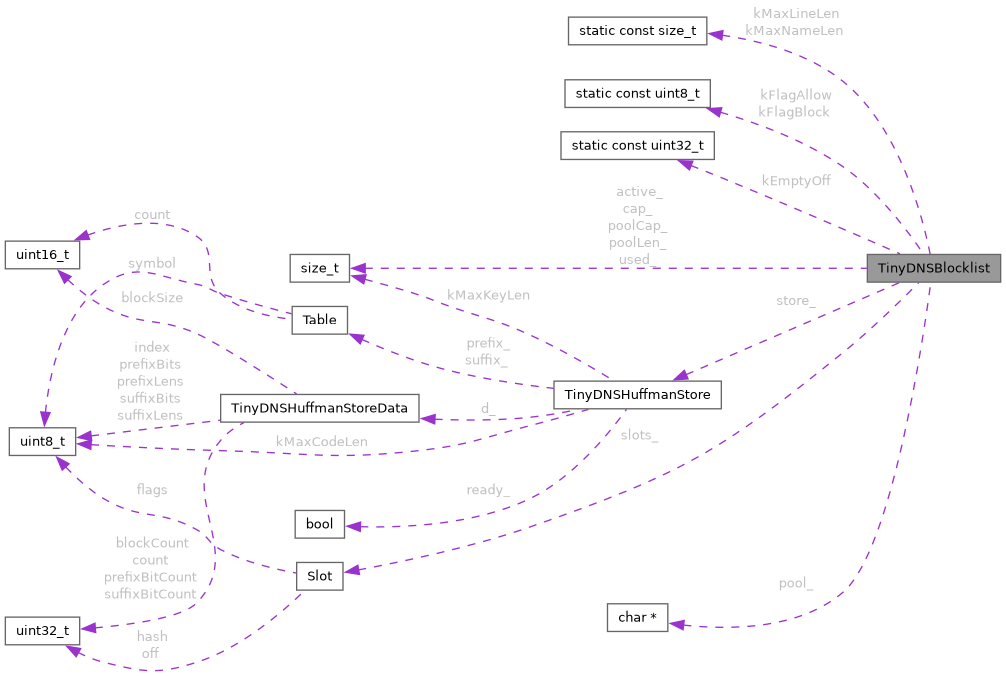 kMaxLineLen
kMaxNameLen
static const size_t
kFlagAllow
kFlagBlock
static const uint8_t
static const uint32_t
kEmptyOff
active_
cap_
poolCap_
poolLen_
used_
count
uint16_t
symbol
size_t
TinyDNSBlocklist
blockSize
kMaxKeyLen
store_
Table
index
prefixBits
prefixLens
suffixBits
suffixLens
prefix_
suffix_
TinyDNSHuffmanStore
TinyDNSHuffmanStoreData
d_
uint8_t
kMaxCodeLen
slots_
flags
ready_
bool
blockCount
count
prefixBitCount
suffixBitCount
Slot
pool_
char *
uint32_t
hash
off